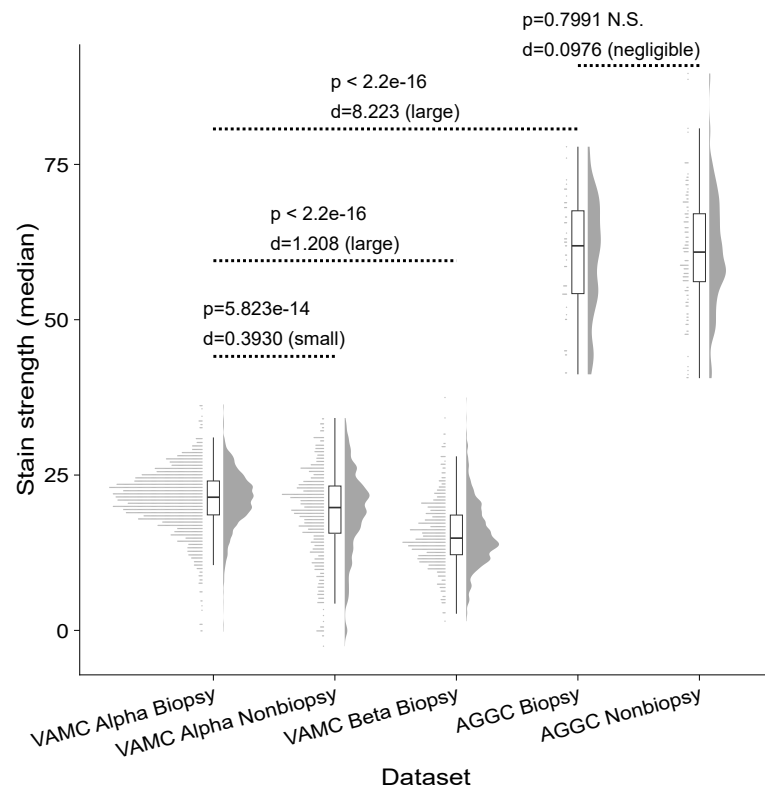 p=0.7991 N.S.
d=0.0976 (negligible)
p < 2.2e-16
d=8.223 (large)
p < 2.2e-16
d=1.208 (large)
p=5.823e-14
d=0.3930 (small)
75
50
25
0
Stain strength (median)
VAMC Alpha Biopsy
VAMC Alpha Nonbiopsy
VAMC Beta Biopsy
AGGC Biopsy
AGGC Nonbiopsy
Dataset